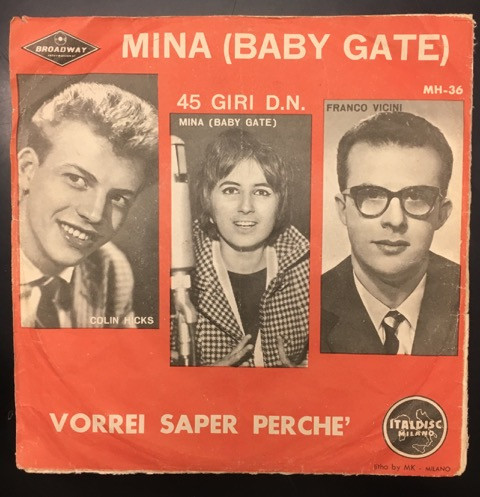 BROADWAY
MINA (BABY GATE)
MH-36
45 GIRI D.N.
MINA (BABY GATE)
FRANCO VICINI
COLIN HICKS
VORREI SAPER PERCHE'
ITALDISC
MILANO
litho by MK - MILANO